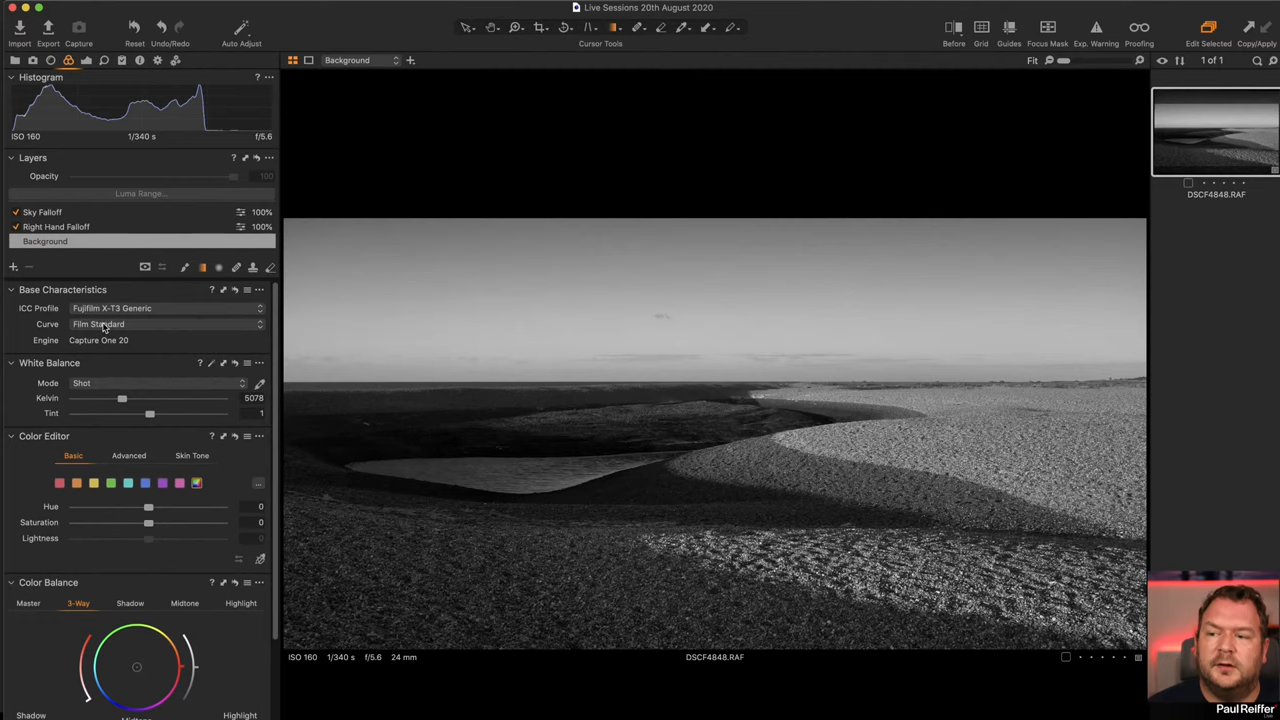 Live Sessions 20th August 2020
Import Export Capture Reset Undo/Redo Auto Adjust Cursor Tools Before Grid Guides Focus Mask Exp. Warning Proofing Edit Selected Copy/Apply
Background Fit 1 of 1
Histogram ?
ISO 160 1/340 s f/5.6
Layers ?
Opacity 100
Luma Range...
Sky Falloff 100%
Right Hand Falloff 100%
Background
Base Characteristics ?
ICC Profile Fujifilm X-T3 Generic
Curve Film Standard
Engine Capture One 20
White Balance ?
Mode Shot
Kelvin 5078
Tint 1
Color Editor ?
Basic Advanced Skin Tone
...
Hue 0
Saturation 0
Lightness 0
Color Balance ?
Master 3-Way Shadow Midtone Highlight
Shadow Midtone Highlight
ISO 160 1/340 s f/5.6 24 mm DSCF4848.RAF
DSCF4848.RAF
Paul Reiffer
Live